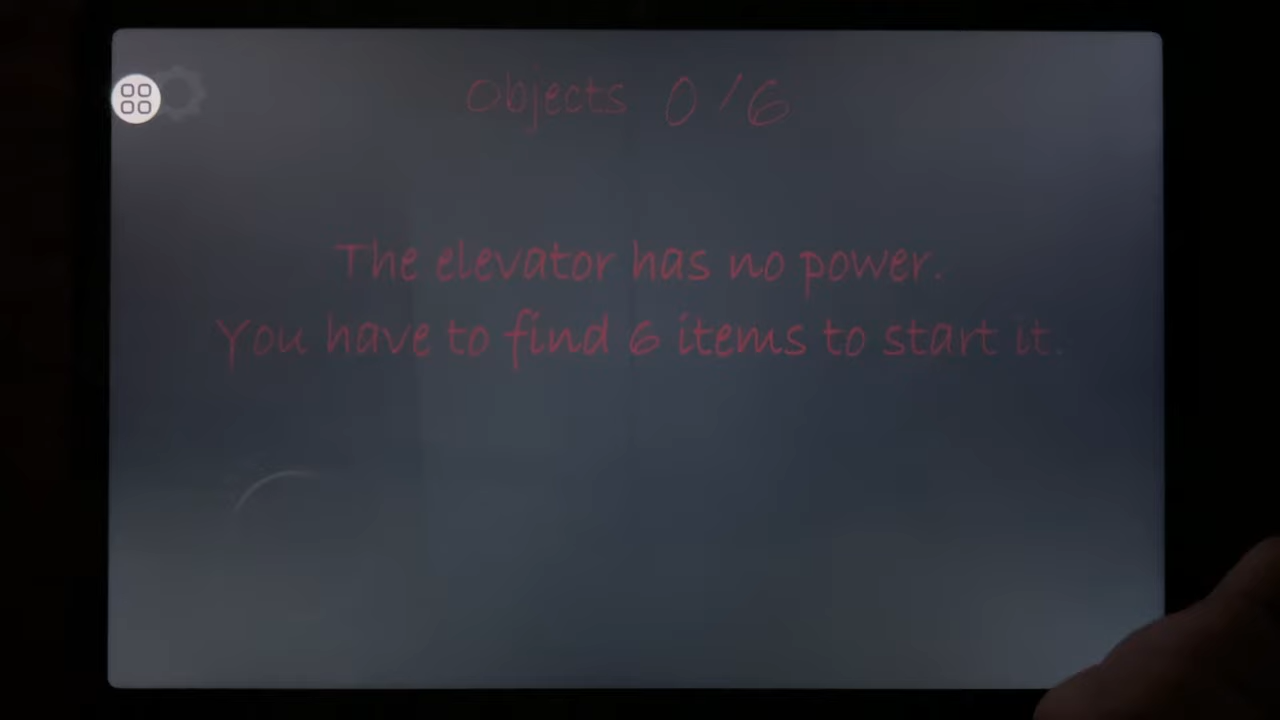 Objects 0/6
The elevator has no power.
You have to find 6 items to start it.